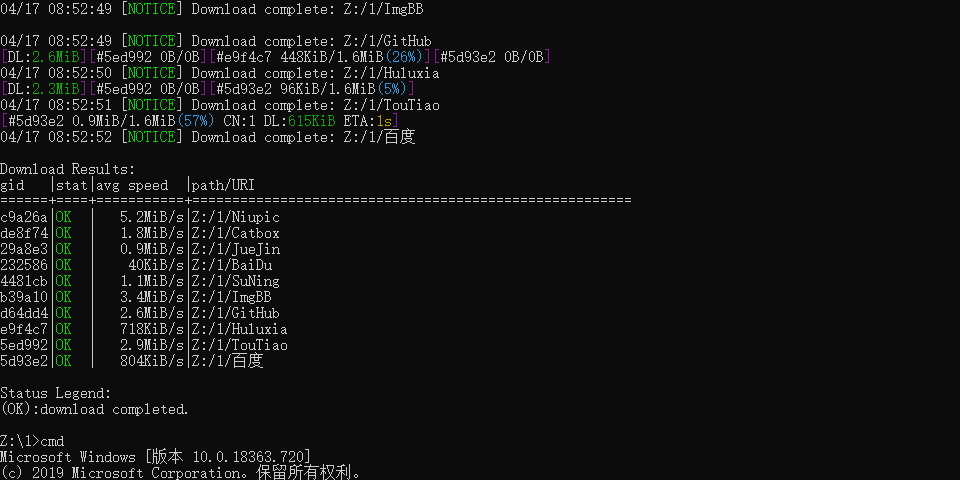 04/17 08:52:49 [NOTICE] Download complete: Z:/1/ImgBB
04/17 08:52:49 [NOTICE] Download complete: Z:/1/GitHub
[DL:2.6MiB][#5ed992 0B/0B][#e9f4c7 448KiB/1.6MiB(26%)][#5d93e2 0B/0B]
04/17 08:52:50 [NOTICE] Download complete: Z:/1/Huluxia
[DL:2.3MiB][#5ed992 0B/0B][#5d93e2 96KiB/1.6MiB(5%)]
04/17 08:52:51 [NOTICE] Download complete: Z:/1/TouTiao
[#5d93e2 0.9MiB/1.6MiB(57%) CN:1 DL:615KiB ETA:1s]
04/17 08:52:52 [NOTICE] Download complete: Z:/1/百度
Download Results:
gid   |stat|avg speed  |path/URI
======+====+===========+=======================================================
c9a26a|OK  |   5.2MiB/s|Z:/1/Niupic
de8f74|OK  |   1.8MiB/s|Z:/1/Catbox
29a8e3|OK  |   0.9MiB/s|Z:/1/JueJin
232586|OK  |    40KiB/s|Z:/1/BaiDu
4481cb|OK  |   1.1MiB/s|Z:/1/SuNing
b39a10|OK  |   3.4MiB/s|Z:/1/ImgBB
d64dd4|OK  |   2.6MiB/s|Z:/1/GitHub
e9f4c7|OK  |   718KiB/s|Z:/1/Huluxia
5ed992|OK  |   2.9MiB/s|Z:/1/TouTiao
5d93e2|OK  |   804KiB/s|Z:/1/百度
Status Legend:
(OK):download completed.
Z:\1>cmd
Microsoft Windows [版本 10.0.18363.720]
(c) 2019 Microsoft Corporation。保留所有权利。